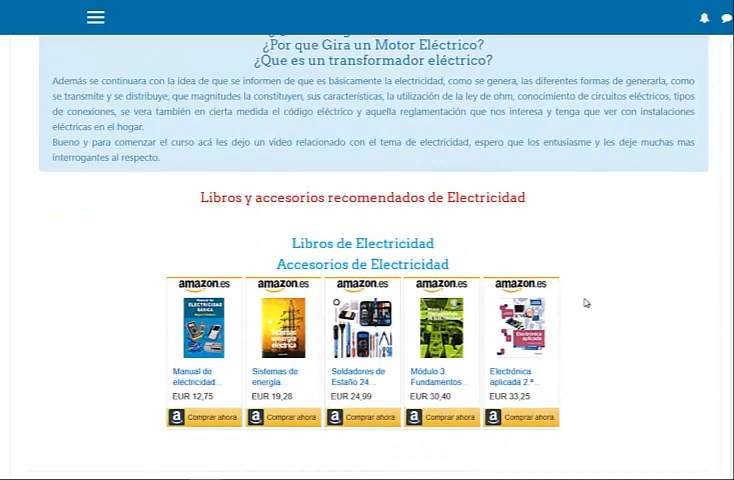 ¿Por que Gira un Motor Eléctrico?
¿Que es un transformador eléctrico?
Además se continuara con la idea de que se informen de que es básicamente la electricidad, como se genera, las diferentes formas de generarla, como
se transmite y se distribuye, que magnitudes la constituyen, sus características, la utilización de la ley de ohm, conocimiento de circuitos eléctricos, tipos
de conexiones, se vera también en cierta medida el código eléctrico y aquella reglamentación que nos interesa y tenga que ver con instalaciones
eléctricas en el hogar.
Bueno y para comenzar el curso acá les dejo un video relacionado con el tema de electricidad, espero que los entusiasme y les deje muchas mas
interrogantes al respecto.
Libros y accesorios recomendados de Electricidad
Libros de Electricidad
Accesorios de Electricidad
amazon.es amazon.es amazon.es amazon.es amazon.es
ELECTRICIDAD
BÁSICA
Manual de Sistemas de Soldadores de Módulo 3. Electrónica
electricidad... energía... Estaño 24... Fundamentos... aplicada 2.ª...
EUR 12,75 EUR 19,28 EUR 24,99 EUR 30,40 EUR 33,25
Comprar ahora Comprar ahora Comprar ahora Comprar ahora Comprar ahora